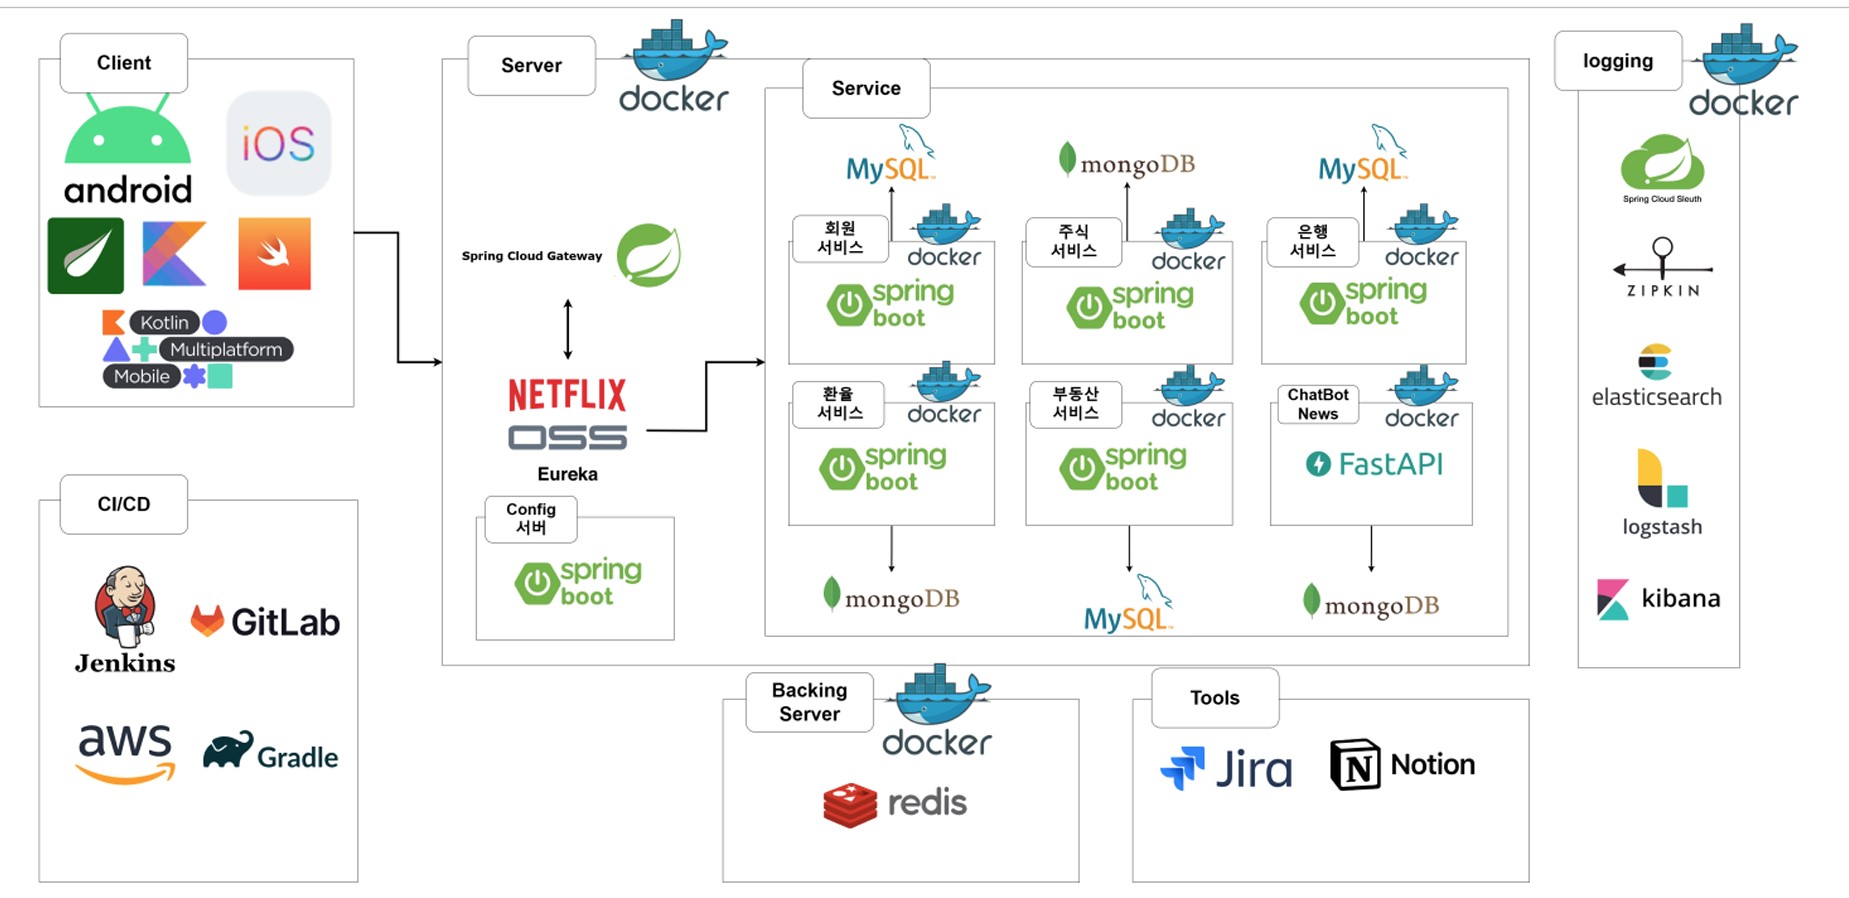 Client
android
iOS
Kotlin
Multiplatform
Mobile
CI/CD
Jenkins
GitLab
aws
Gradle
Server
docker
Spring Cloud Gateway
NETFLIX
OSS
Eureka
Config
서버
spring
boot
Service
MySQL
mongoDB
MySQL
회원
서비스
docker
spring
boot
주식
서비스
docker
spring
boot
은행
서비스
docker
spring
boot
환율
서비스
docker
spring
boot
부동산
서비스
docker
spring
boot
ChatBot
News
docker
FastAPI
mongoDB
MySQL
mongoDB
Backing
Server
docker
redis
Tools
Jira
Notion
logging
docker
Spring Cloud Sleuth
ZIPKIN
elasticsearch
logstash
kibana